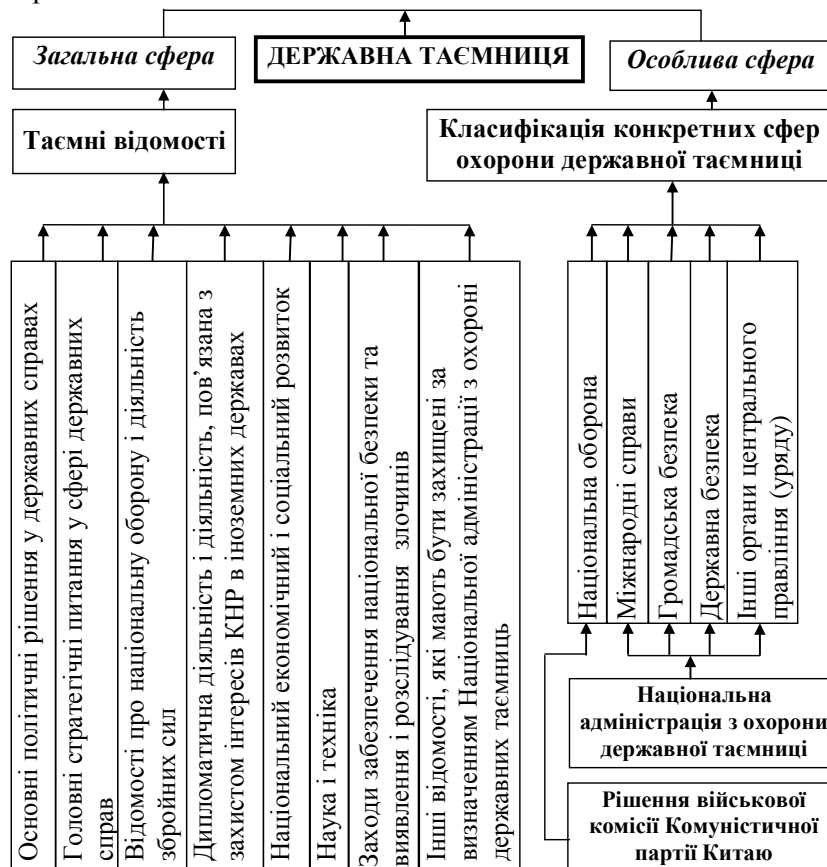 Загальна сфера
ДЕРЖАВНА ТАЄМНИЦЯ
Особлива сфера
Таємні відомості
Класифікація конкретних сфер
охорони державної таємниці
Основні політичні рішення у державних справах
Головні стратегічні питання у сфері державних
справ
Відомості про національну оборону і діяльність
збройних сил
Дипломатична діяльність і діяльність, пов’язана з
захистом інтересів КНР в іноземних державах
Національний економічний і соціальний розвиток
Наука і техніка
Заходи забезпечення національної безпеки та
виявлення і розслідування злочинів
Інші відомості, які мають бути захищені за
визначенням Національної адміністрації з охороні
державних таємниць
Національна оборона
Міжнародні справи
Громадська безпека
Державна безпека
Інші органи центрального
правління (уряду)
Національна
адміністрація з охорони
державної таємниці
Рішення військової
комісії Комуністичної
партії Китаю